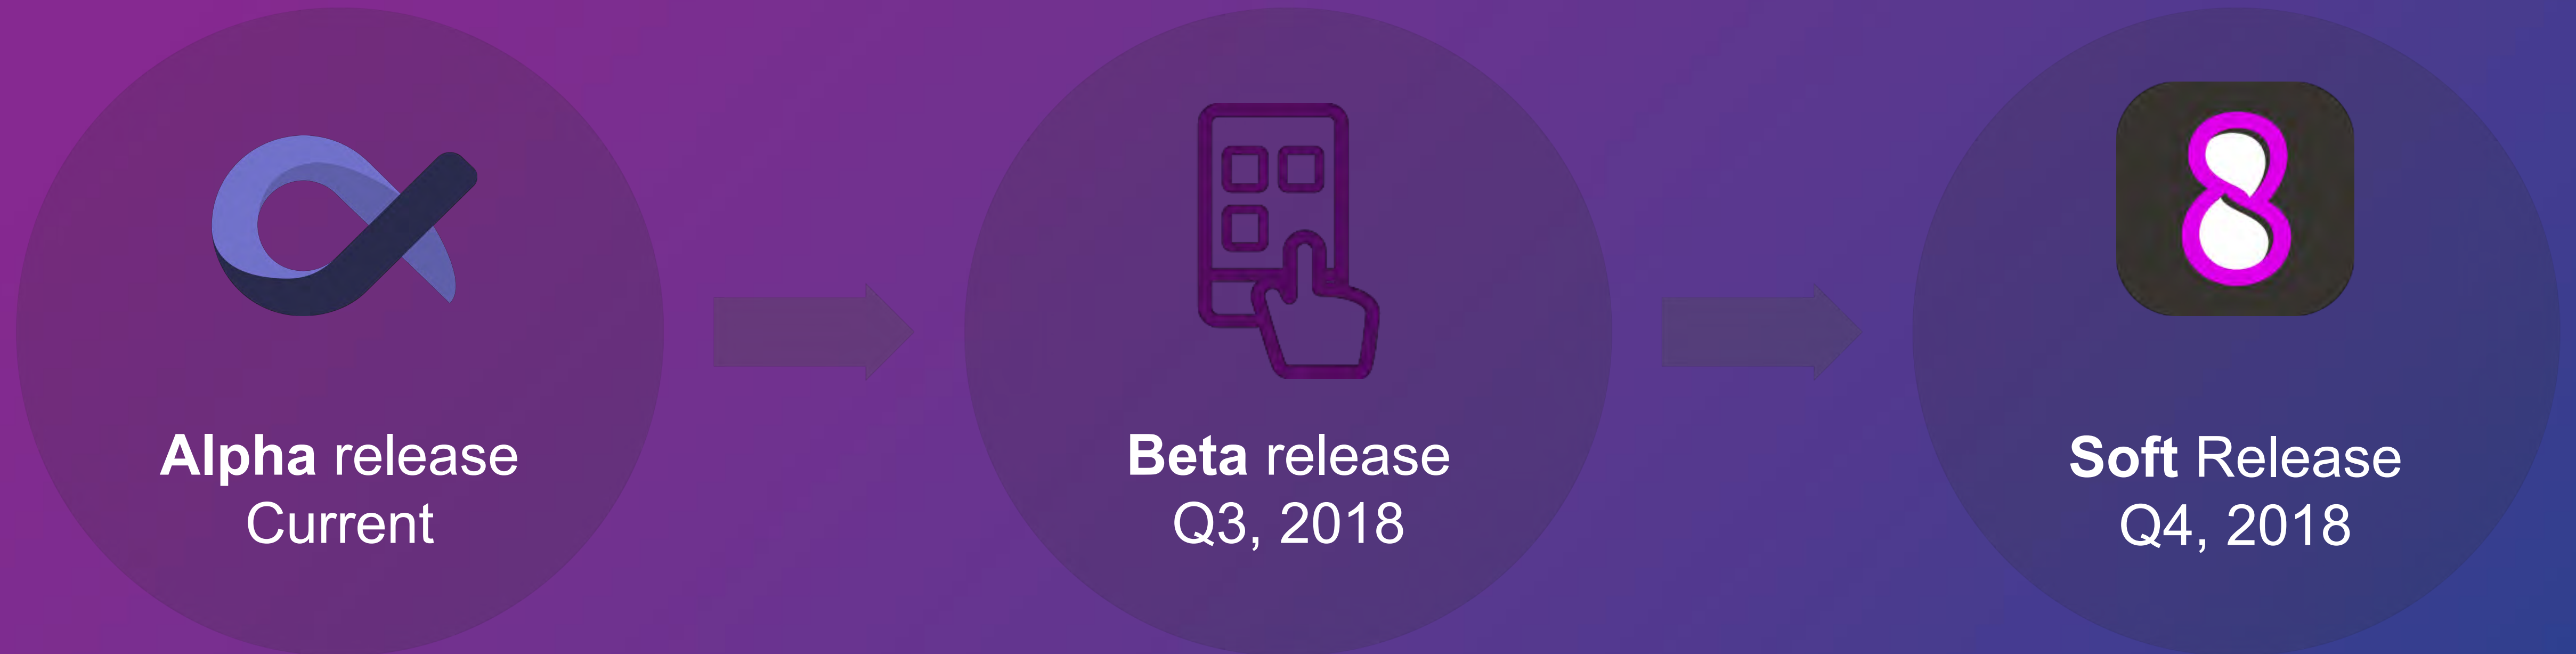 Alpha release
Current
Beta release
Q3, 2018
Soft Release
Q4, 2018